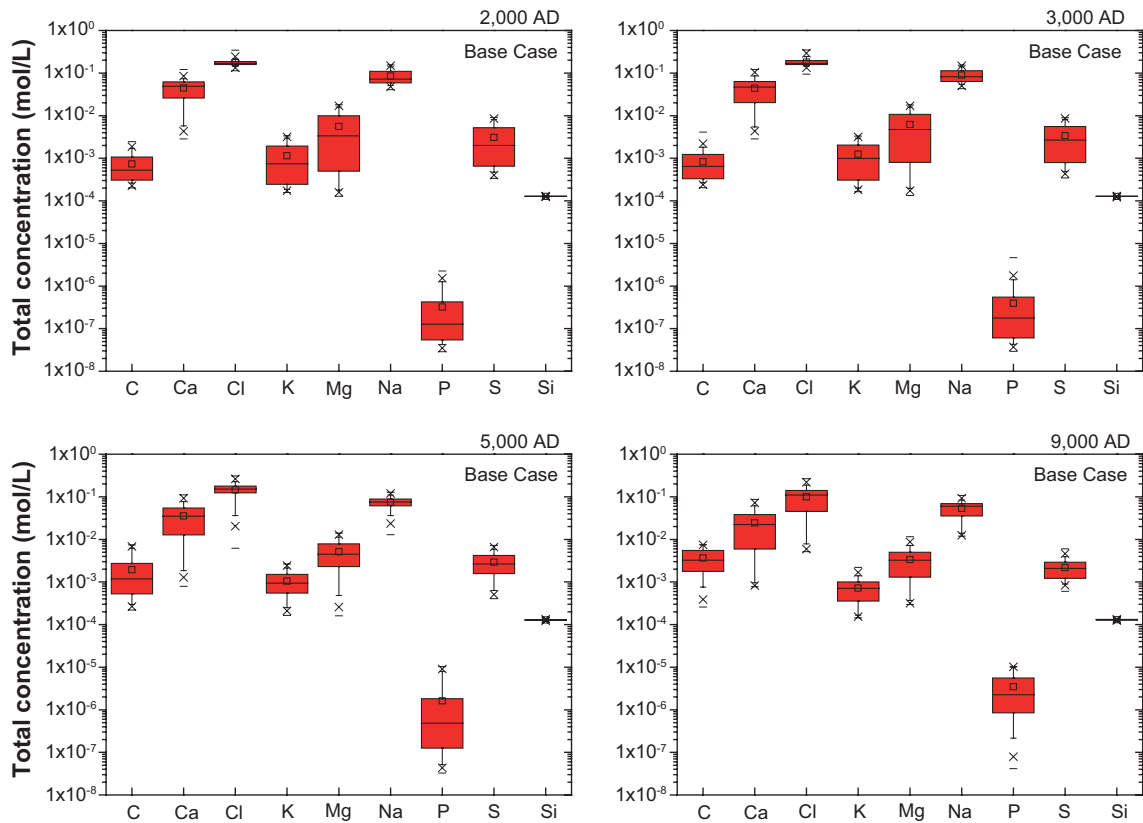 2,000 AD
Base Case
Total concentration (mol/L)
1x10⁰
1x10⁻¹
1x10⁻²
1x10⁻³
1x10⁻⁴
1x10⁻⁵
1x10⁻⁶
1x10⁻⁷
1x10⁻⁸
C Ca Cl K Mg Na P S Si
3,000 AD
Base Case
1x10⁰
1x10⁻¹
1x10⁻²
1x10⁻³
1x10⁻⁴
1x10⁻⁵
1x10⁻⁶
1x10⁻⁷
1x10⁻⁸
C Ca Cl K Mg Na P S Si
5,000 AD
Base Case
Total concentration (mol/L)
1x10⁰
1x10⁻¹
1x10⁻²
1x10⁻³
1x10⁻⁴
1x10⁻⁵
1x10⁻⁶
1x10⁻⁷
1x10⁻⁸
C Ca Cl K Mg Na P S Si
9,000 AD
Base Case
1x10⁰
1x10⁻¹
1x10⁻²
1x10⁻³
1x10⁻⁴
1x10⁻⁵
1x10⁻⁶
1x10⁻⁷
1x10⁻⁸
C Ca Cl K Mg Na P S Si